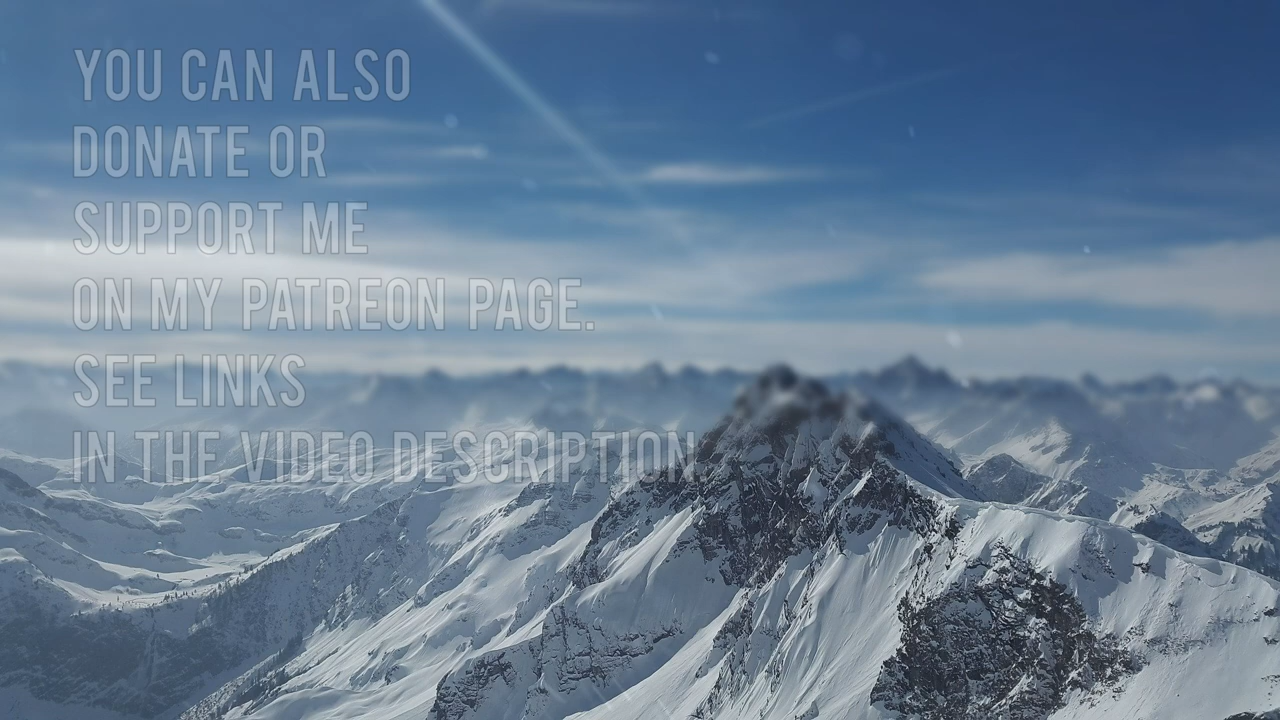 YOU CAN ALSO
DONATE OR
SUPPORT ME
ON MY PATREON PAGE.
SEE LINKS
IN THE VIDEO DESCRIPTION